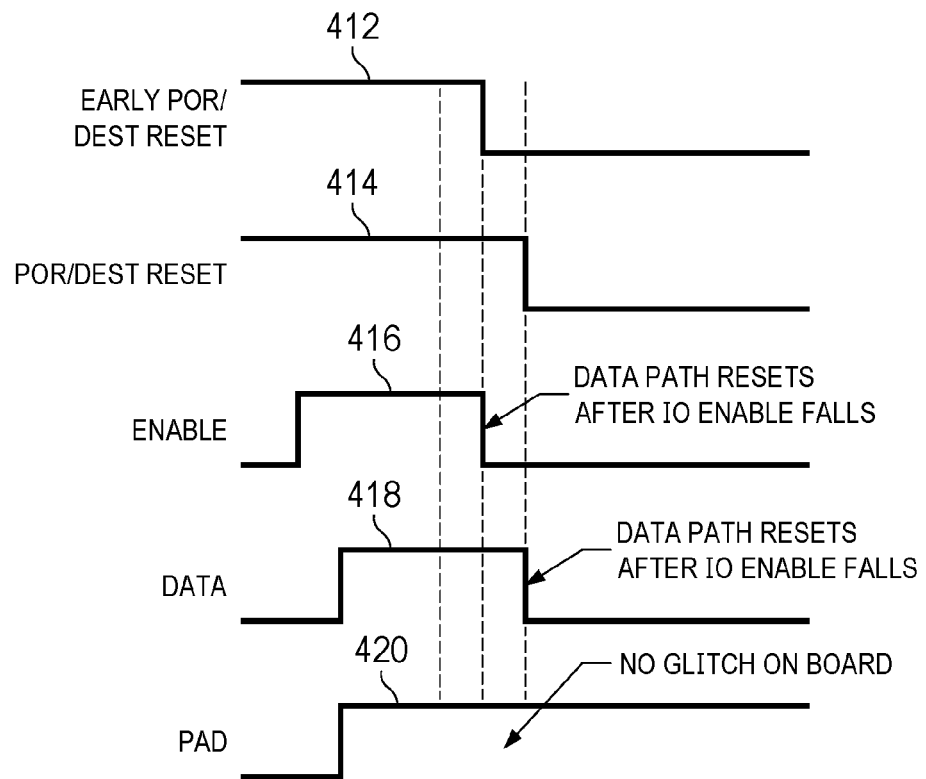 412
EARLY POR/
DEST RESET
414
POR/DEST RESET
416
DATA PATH RESETS
AFTER IO ENABLE FALLS
ENABLE
418
DATA PATH RESETS
AFTER IO ENABLE FALLS
DATA
420
NO GLITCH ON BOARD
PAD